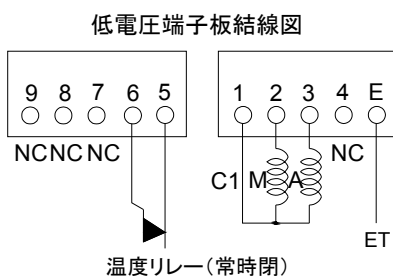 低電圧端子板結線図
9 8 7 6 5 1 2 3 4 E
NC NC NC NC
C1 M A
ET
温度リレー(常時閉)